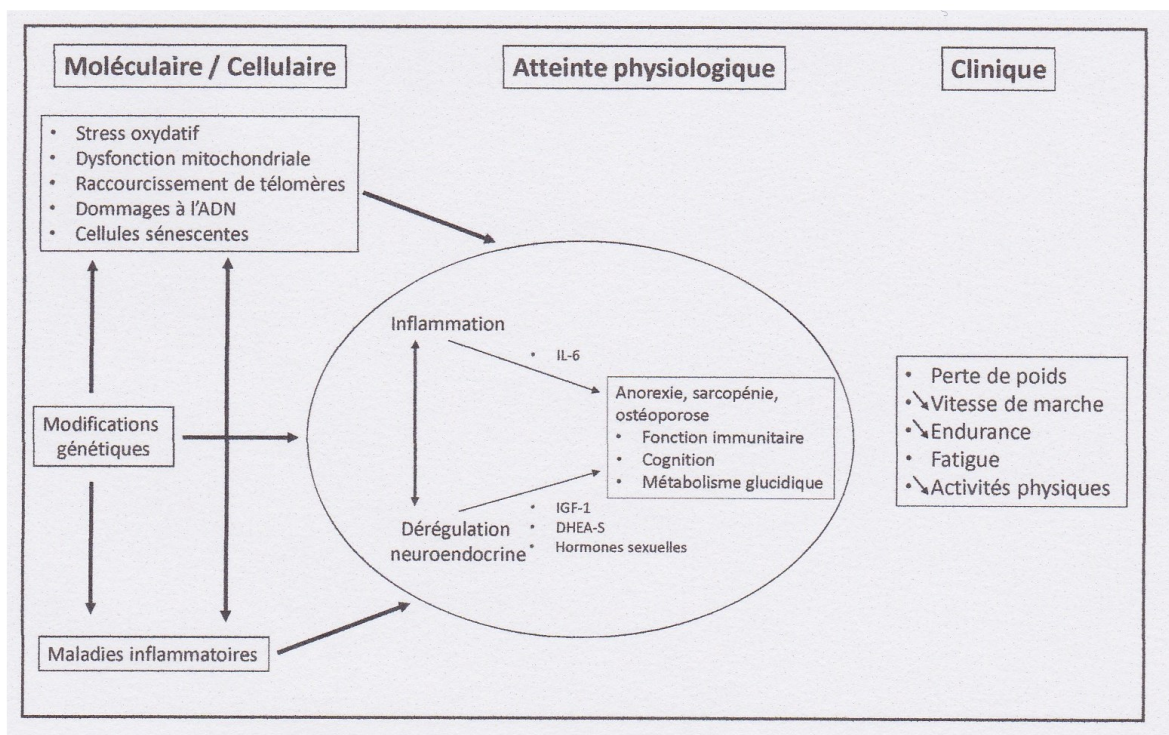 Moléculaire / Cellulaire
Atteinte physiologique
Clinique
• Stress oxydatif
• Dysfonction mitochondriale
• Raccourcissement de télomères
• Dommages à l'ADN
• Cellules sénescentes
Modifications
génétiques
Maladies inflammatoires
Inflammation
• IL-6
Anorexie, sarcopénie,
ostéoporose
• Fonction immunitaire
• Cognition
• Métabolisme glucidique
Dérégulation
neuroendocrine
• IGF-1
• DHEA-S
• Hormones sexuelles
• Perte de poids
• ↘ Vitesse de marche
• ↘ Endurance
• Fatigue
• ↘ Activités physiques